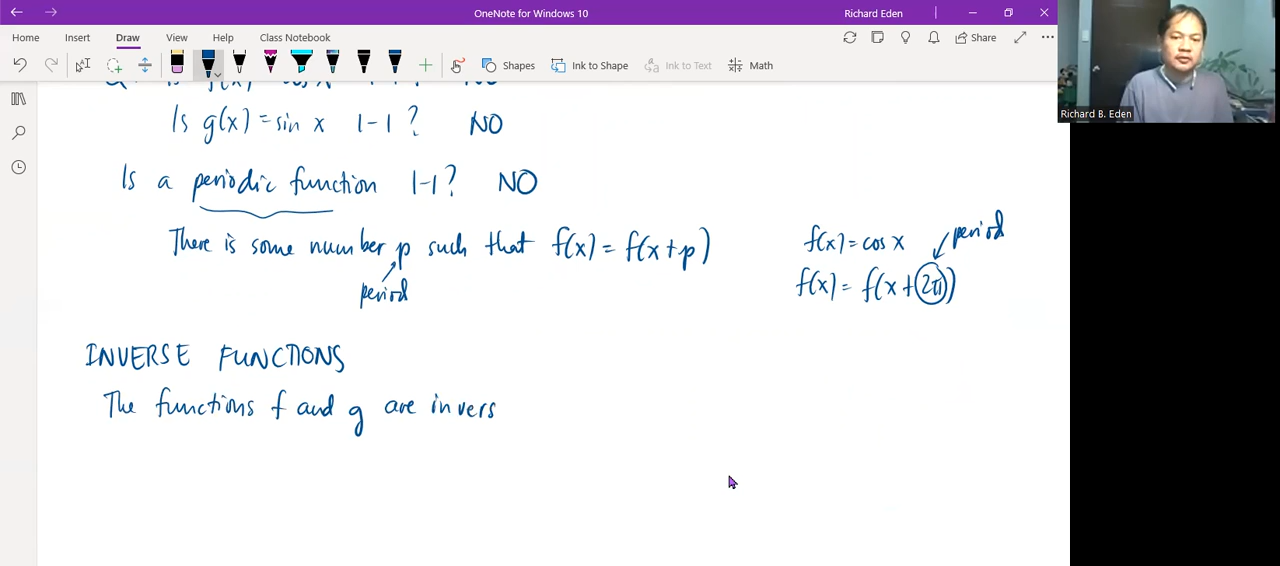 OneNote for Windows 10
Richard Eden
Home Insert Draw View Help Class Notebook
Share
Shapes Ink to Shape Ink to Text Math
Richard B. Eden
Is g(x) = sin x 1-1 ? NO
Is a periodic function 1-1? NO
There is some number p such that f(x) = f(x+p)
period
f(x) = cos x
period
f(x) = f(x + 2π)
INVERSE FUNCTIONS
The functions f and g are invers